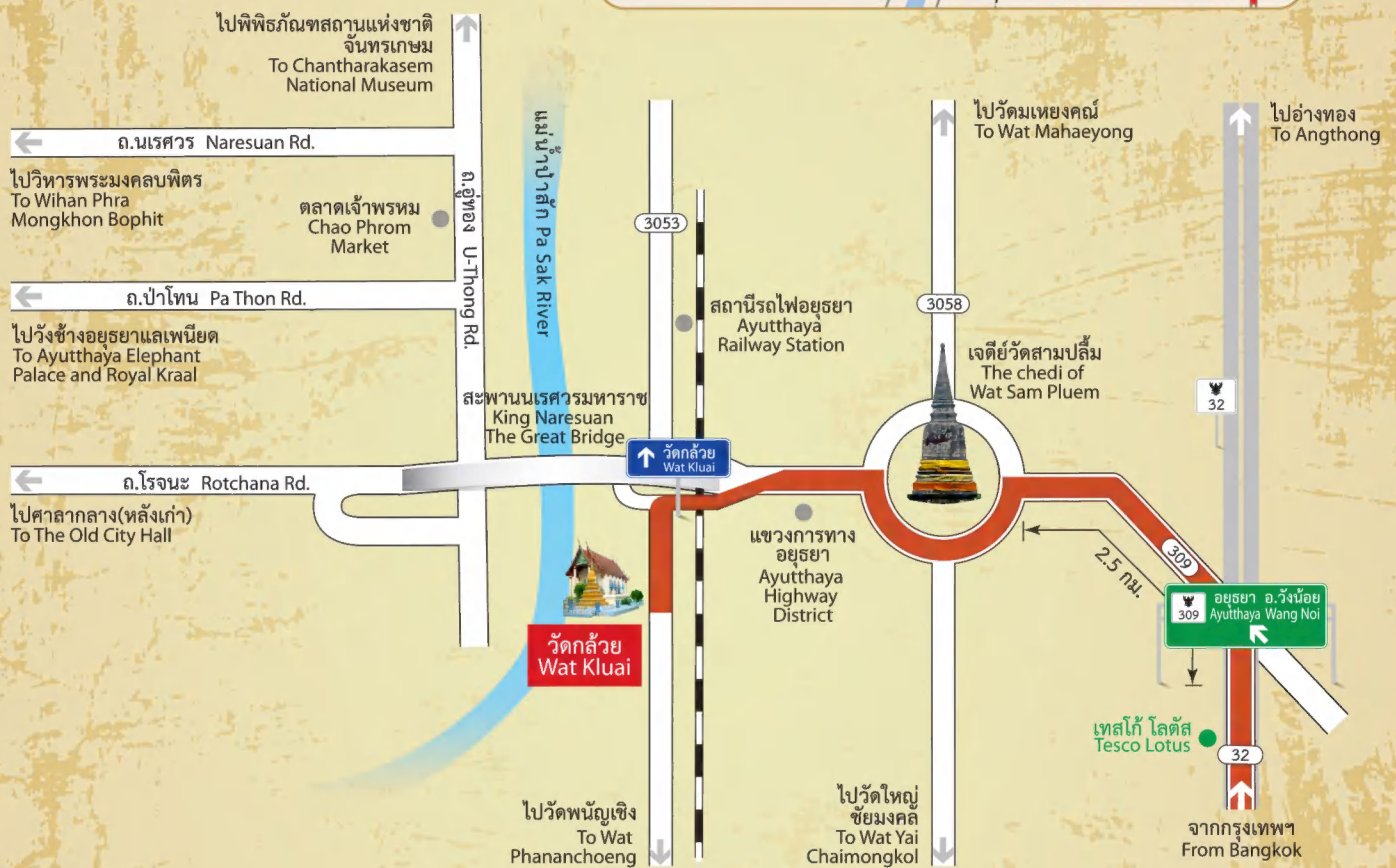 ไปพิพิธภัณฑสถานแห่งชาติ
จันทรเกษม
To Chantharakasem
National Museum
ถ.นเรศวร Naresuan Rd.
ไปวิหารพระมงคลบพิตร
To Wihan Phra
Mongkhon Bophit
ตลาดเจ้าพรหม
Chao Phrom
Market
ถ.อู่ทอง U-Thong Rd.
แม่น้ำป่าสัก Pa Sak River
ถ.ป่าโทน Pa Thon Rd.
ไปวังช้างอยุธยาแลเพนียด
To Ayutthaya Elephant
Palace and Royal Kraal
3053
สถานีรถไฟอยุธยา
Ayutthaya
Railway Station
ไปวัดมเหยงคณ์
To Wat Mahaeyong
ไปอ่างทอง
To Angthong
3058
เจดีย์วัดสามปลื้ม
The chedi of
Wat Sam Pluem
32
สะพานนเรศวรมหาราช
King Naresuan
The Great Bridge
วัดกล้วย
Wat Kluai
ถ.โรจนะ Rotchana Rd.
ไปศาลากลาง(หลังเก่า)
To The Old City Hall
แขวงการทาง
อยุธยา
Ayutthaya
Highway
District
309
2.5 กม.
309
อยุธยา อ.วังน้อย
Ayutthaya Wang Noi
วัดกล้วย
Wat Kluai
เทสโก้ โลตัส
Tesco Lotus
32
ไปวัดพนัญเชิง
To Wat
Phananchoeng
ไปวัดใหญ่
ชัยมงคล
To Wat Yai
Chaimongkol
จากกรุงเทพฯ
From Bangkok